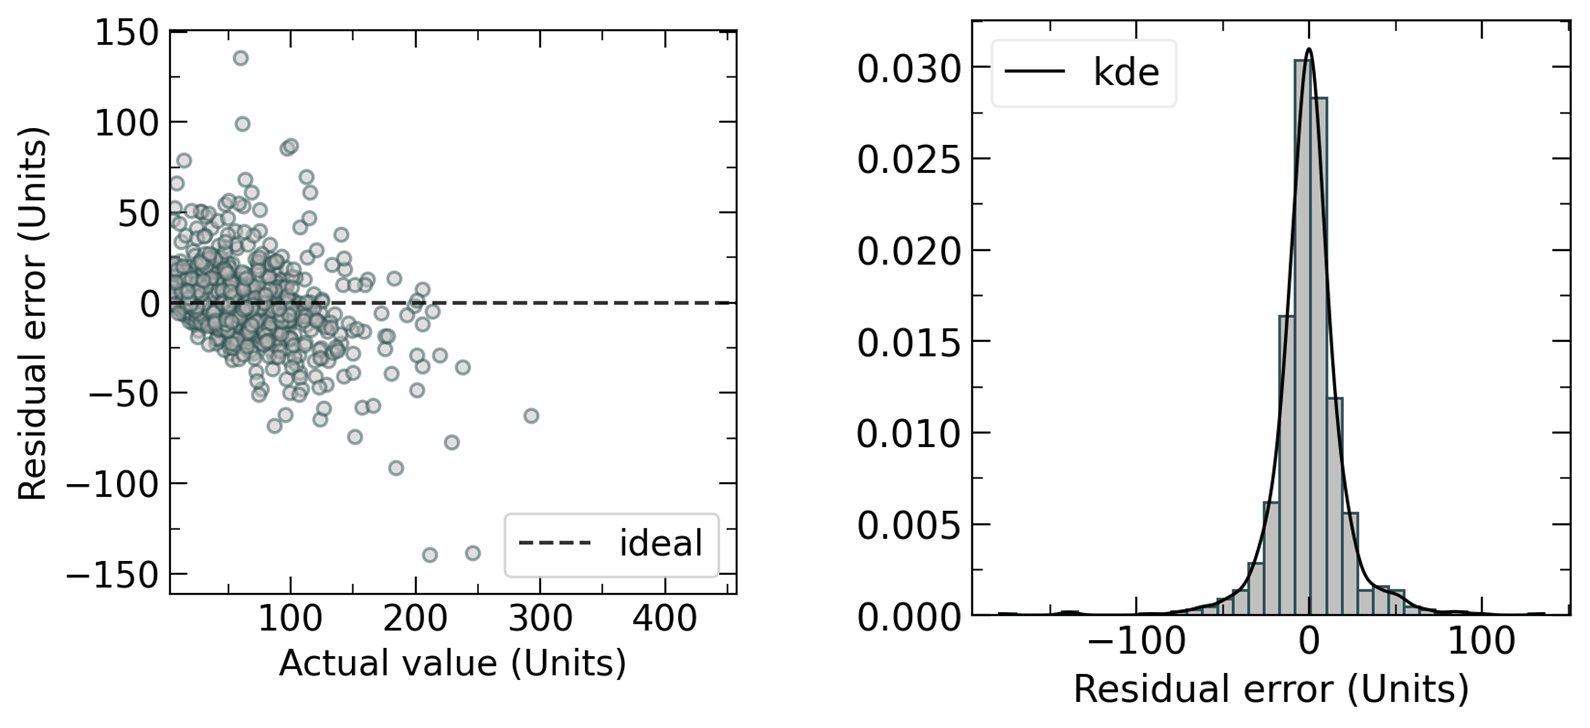 150
100
50
0
−50
−100
−150
Residual error (Units)
ideal
100 200 300 400
Actual value (Units)
kde
0.030
0.025
0.020
0.015
0.010
0.005
0.000
−100 0 100
Residual error (Units)